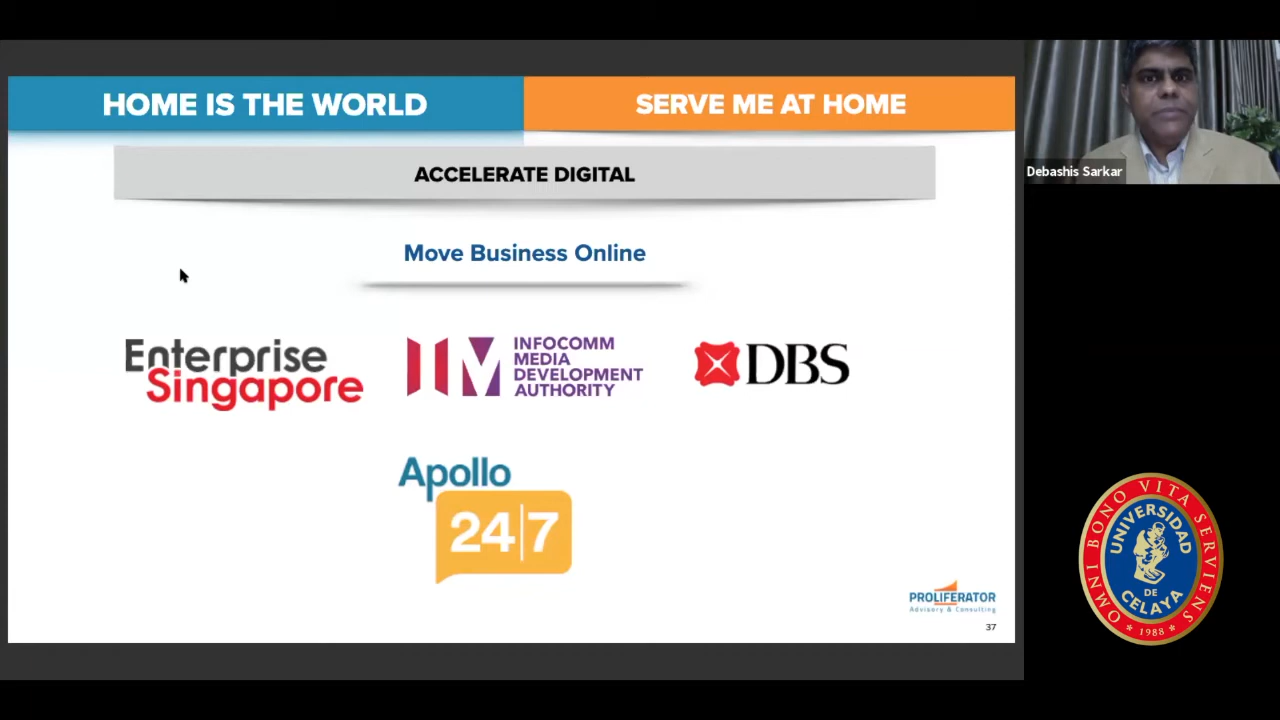 HOME IS THE WORLD
SERVE ME AT HOME
Debashis Sarkar
ACCELERATE DIGITAL
Move Business Online
Enterprise
Singapore
IM
INFOCOMM
MEDIA
DEVELOPMENT
AUTHORITY
DBS
Apollo
24|7
PROLIFERATOR
Advisory & Consulting
37
OMNI BONO VITA SERVIENS
UNIVERSIDAD
DE
CELAYA
* 1988 *